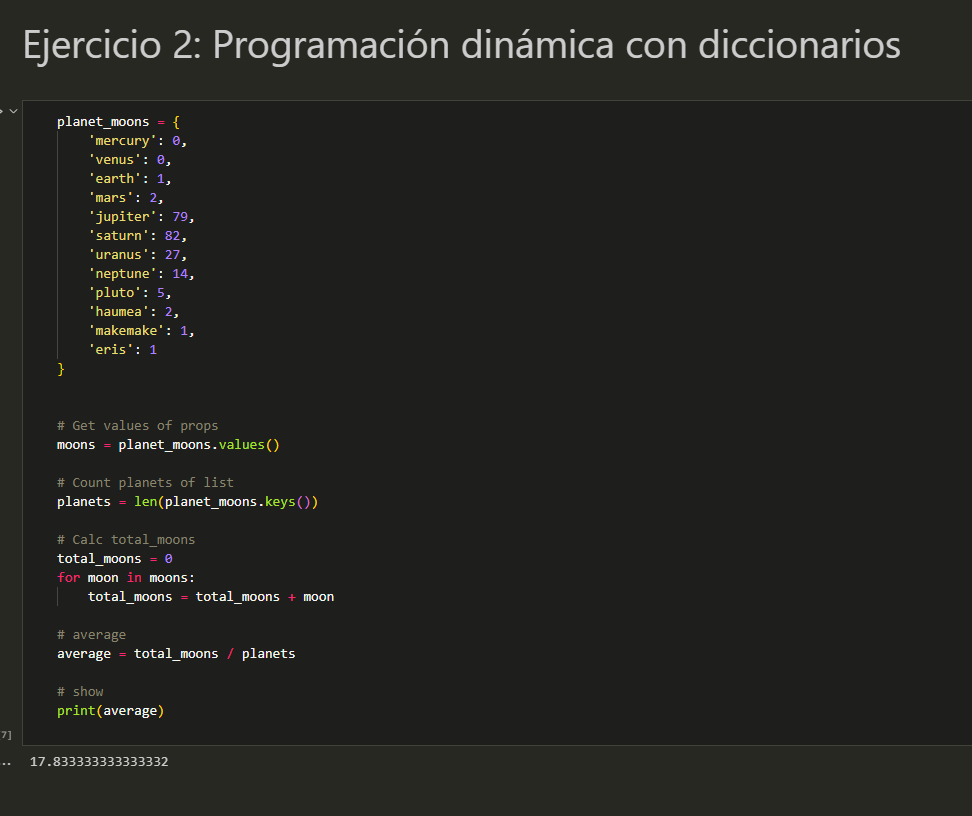 Ejercicio 2: Programación dinámica con diccionarios
planet_moons = {
    'mercury': 0,
    'venus': 0,
    'earth': 1,
    'mars': 2,
    'jupiter': 79,
    'saturn': 82,
    'uranus': 27,
    'neptune': 14,
    'pluto': 5,
    'haumea': 2,
    'makemake': 1,
    'eris': 1
}
# Get values of props
moons = planet_moons.values()
# Count planets of list
planets = len(planet_moons.keys())
# Calc total_moons
total_moons = 0
for moon in moons:
    total_moons = total_moons + moon
# average
average = total_moons / planets
# show
print(average)
7]
... 17.833333333333332